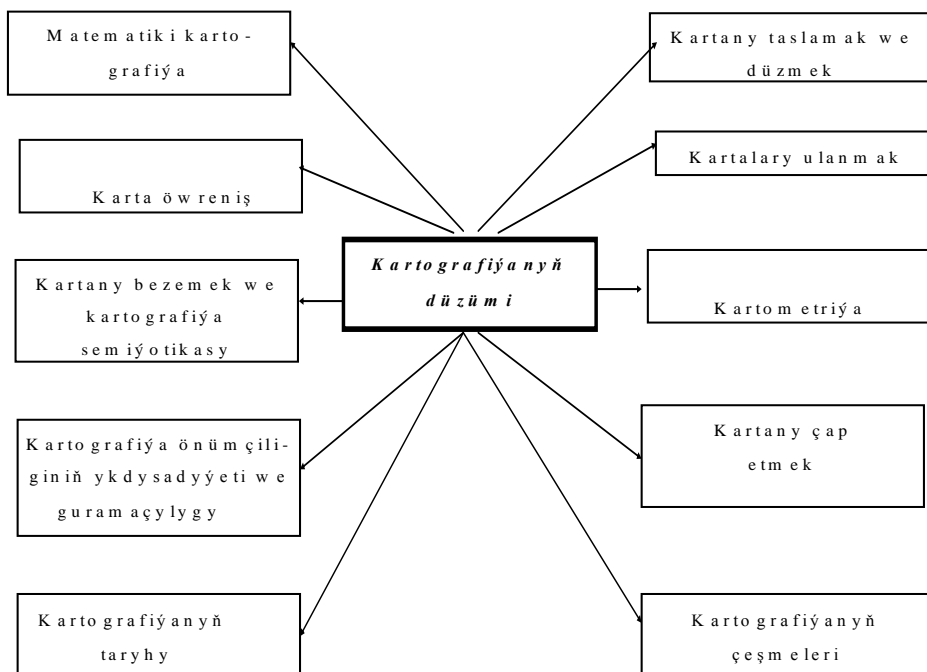 Matematiki karto-
grafiýa
Kartany taslamak we
düzmek
Karta öwreniş
Kartalary ulanmak
Kartografiýanyň
düzümi
Kartany bezemek we
kartografiýa
semiýotikasy
Kartometriýa
Kartografiýa önümçili-
giniň ykdysadyýeti we
guramaçylygy
Kartany çap
etmek
Kartografiýanyň
taryhy
Kartografiýanyň
çeşmeleri